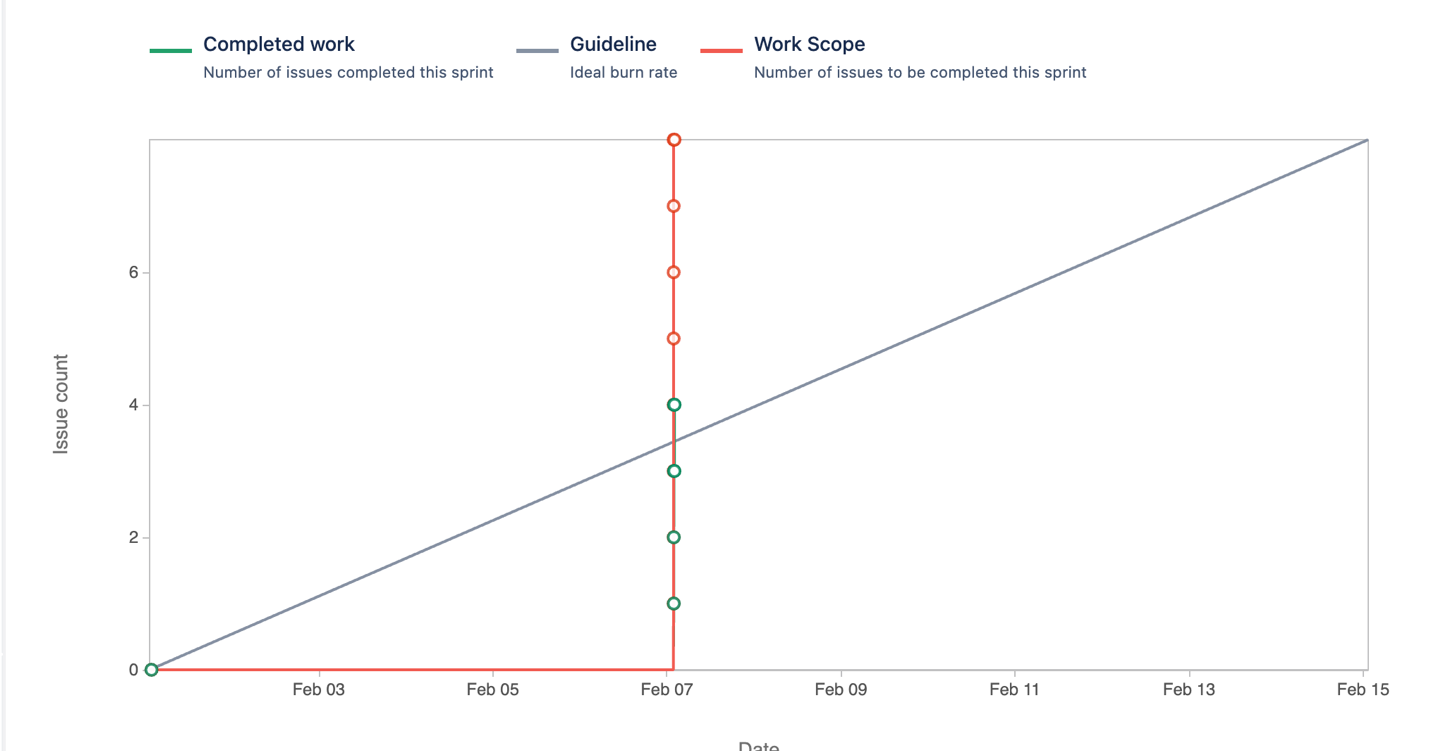 Completed work
Number of issues completed this sprint
Guideline
Ideal burn rate
Work Scope
Number of issues to be completed this sprint
Issue count
6
4
2
0
Feb 03
Feb 05
Feb 07
Feb 09
Feb 11
Feb 13
Feb 15
Date